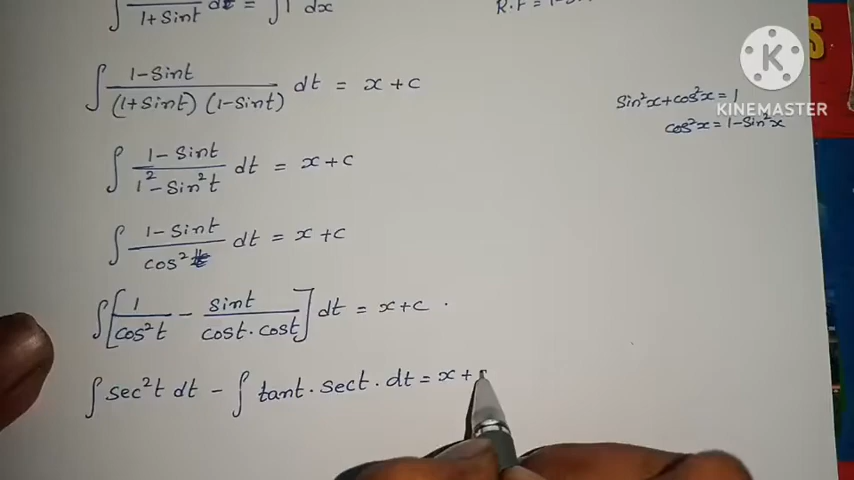 ∫ 1/(1+Sint) dt = ∫1 dx
R.F = 1-Sin
∫ (1-Sint)/((1+Sint) (1-Sint)) dt = x+c
Sin²x+cos²x=1
cos²x=1-Sin²x
∫ (1-Sint)/(1²-Sin²t) dt = x+c
∫ (1-Sint)/(cos²t) dt = x+c
∫[1/(cos²t) - sint/(cost.cost)] dt = x+c .
∫ sec²t dt - ∫ tant. sect. dt = x+
K
KINEMASTER
S